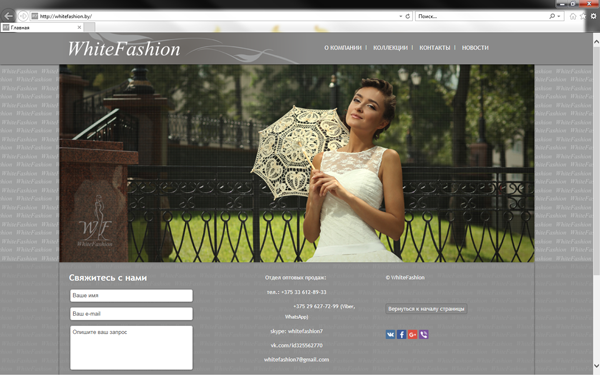 http://whitefashion.by/
Поиск...
Главная
WhiteFashion
О КОМПАНИИ | КОЛЛЕКЦИИ | КОНТАКТЫ | НОВОСТИ
WF
WhiteFashion
Свяжитесь с нами
Ваше имя
Ваш e-mail
Опишите ваш запрос
Отдел оптовых продаж:
тел.: +375 33 612-89-33
+375 29 627-72-99 (Viber,
WhatsApp)
skype: whitefashion7
vk.com/id325562770
whitefashion7@gmail.com
© WhiteFashion
Вернуться к началу страницы